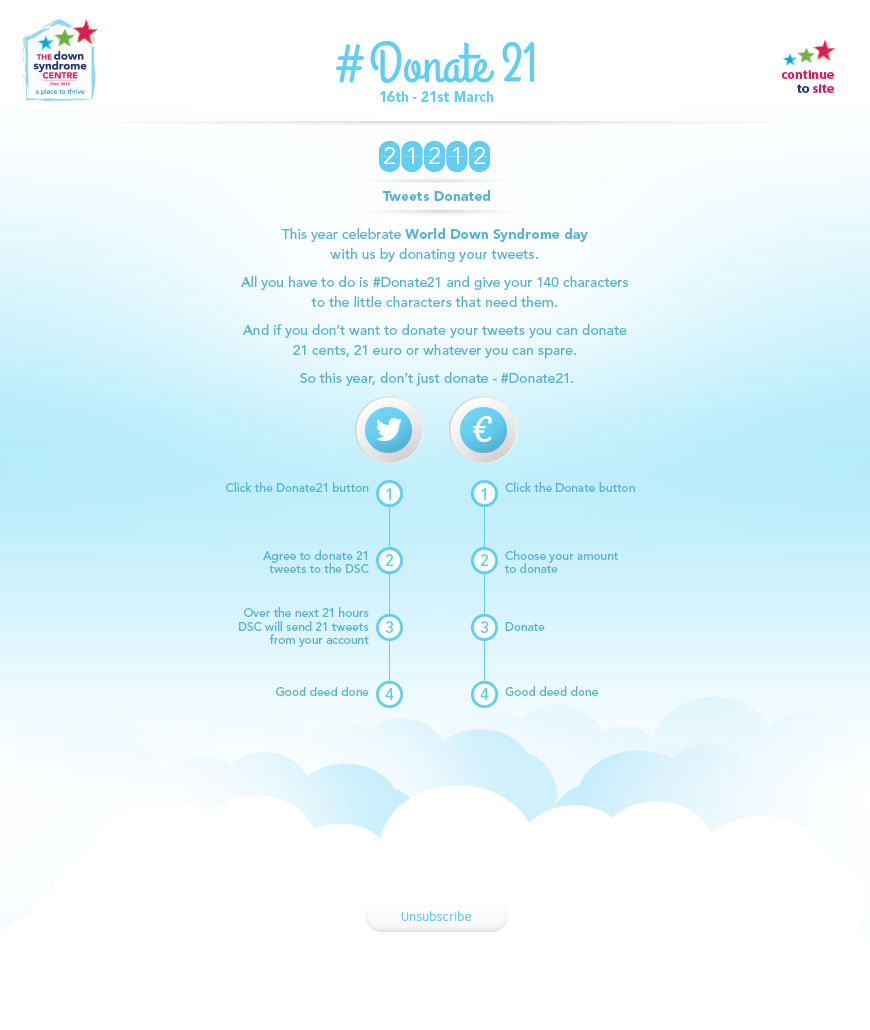 THE down
syndrome
CENTRE
a place to thrive
#Donate 21
16th - 21st March
continue
to site
21212
Tweets Donated
This year celebrate World Down Syndrome day
with us by donating your tweets.
All you have to do is #Donate21 and give your 140 characters
to the little characters that need them.
And if you don’t want to donate your tweets you can donate
21 cents, 21 euro or whatever you can spare.
So this year, don’t just donate - #Donate21.
€
Click the Donate21 button 1
Agree to donate 21
tweets to the DSC 2
Over the next 21 hours
DSC will send 21 tweets
from your account 3
Good deed done 4
1 Click the Donate button
2 Choose your amount
to donate
3 Donate
4 Good deed done
Unsubscribe